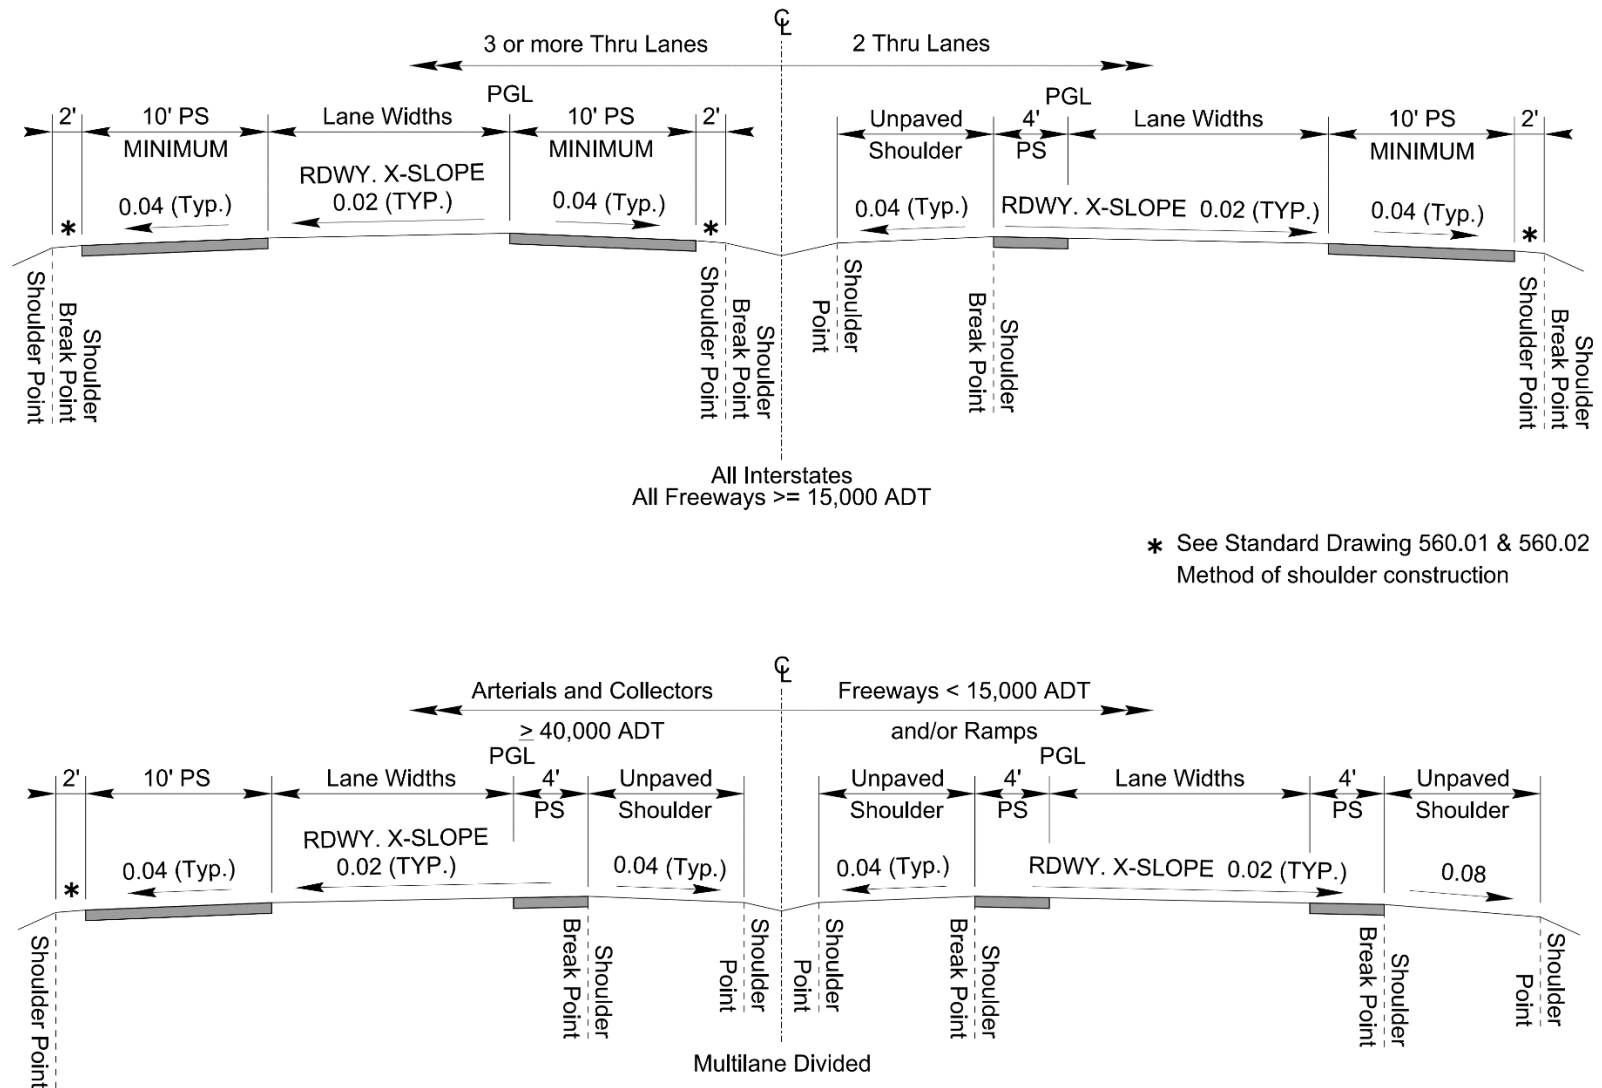 ℄
3 or more Thru Lanes
2 Thru Lanes
PGL
PGL
2'
10' PS
MINIMUM
Lane Widths
10' PS
MINIMUM
2'
Unpaved
Shoulder
4'
PS
Lane Widths
10' PS
MINIMUM
2'
0.04 (Typ.)
RDWY. X-SLOPE
0.02 (TYP.)
0.04 (Typ.)
0.04 (Typ.)
RDWY. X-SLOPE 0.02 (TYP.)
0.04 (Typ.)
*
*
*
Shoulder Point
Shoulder
Break Point
Shoulder Point
Shoulder
Break Point
Shoulder
Point
Shoulder
Break Point
Shoulder Point
Shoulder
Break Point
All Interstates
All Freeways >= 15,000 ADT
* See Standard Drawing 560.01 & 560.02
Method of shoulder construction
℄
Arterials and Collectors
≥ 40,000 ADT
Freeways < 15,000 ADT
and/or Ramps
PGL
PGL
2'
10' PS
Lane Widths
4'
PS
Unpaved
Shoulder
Unpaved
Shoulder
4'
PS
Lane Widths
4'
PS
Unpaved
Shoulder
*
0.04 (Typ.)
RDWY. X-SLOPE
0.02 (TYP.)
0.04 (Typ.)
0.04 (Typ.)
RDWY. X-SLOPE 0.02 (TYP.)
0.08
Shoulder Point
Shoulder
Break Point
Shoulder
Point
Shoulder
Point
Shoulder
Break Point
Shoulder
Break Point
Shoulder
Point
Multilane Divided